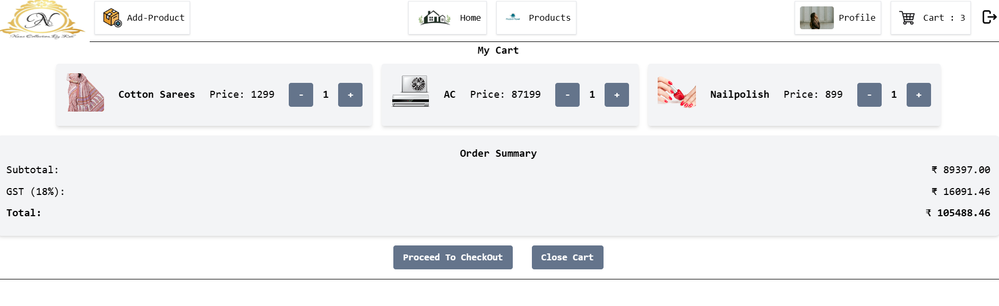 Add-Product Home Products Profile Cart : 3
My Cart
Cotton Sarees Price: 1299 - 1 + AC Price: 87199 - 1 + Nailpolish Price: 899 - 1 +
Order Summary
Subtotal: ₹ 89397.00
GST (18%): ₹ 16091.46
Total: ₹ 105488.46
Proceed To CheckOut Close Cart